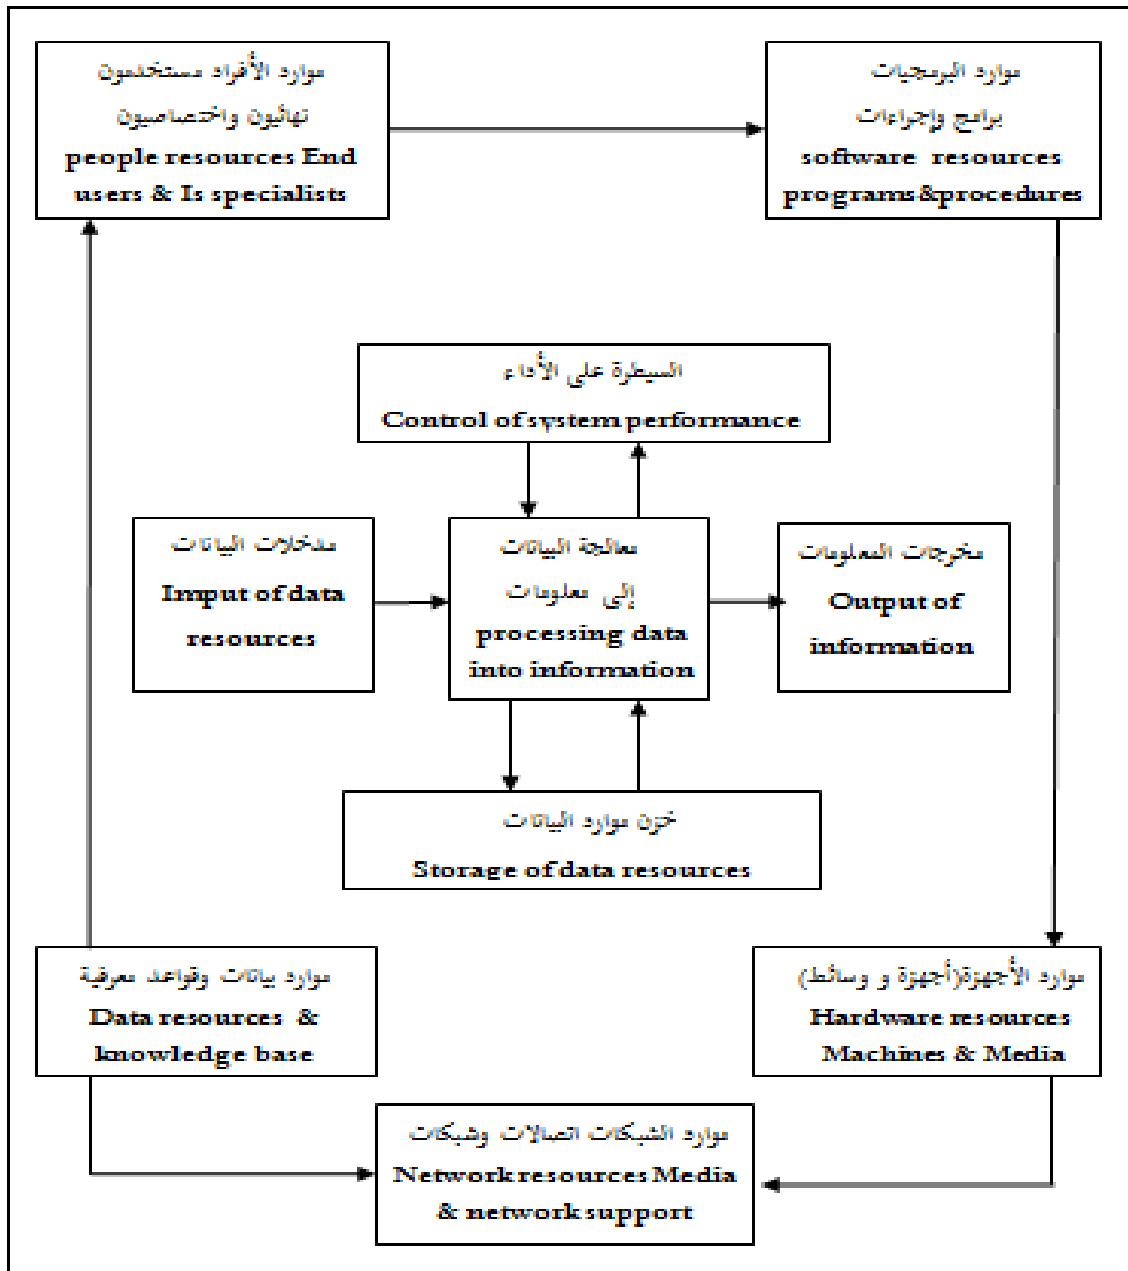 موارد الأفراد مستخدمون
نهائيون واختصاصيون
people resources End
users & Is specialists
موارد البرمجيات
برامج وإجراءات
software resources
programs&procedures
السيطرة على الأداء
Control of system performance
مدخلات البيانات
Imput of data
resources
معالجة البيانات
إلى معلومات
processing data
into information
مخرجات المعلومات
Output of
information
خزن موارد البيانات
Storage of data resources
موارد بيانات وقواعد معرفية
Data resources &
knowledge base
موارد الأجهزة(أجهزة و وسائط)
Hardware resources
Machines & Media
موارد الشبكات اتصالات وشبكات
Network resources Media
& network support